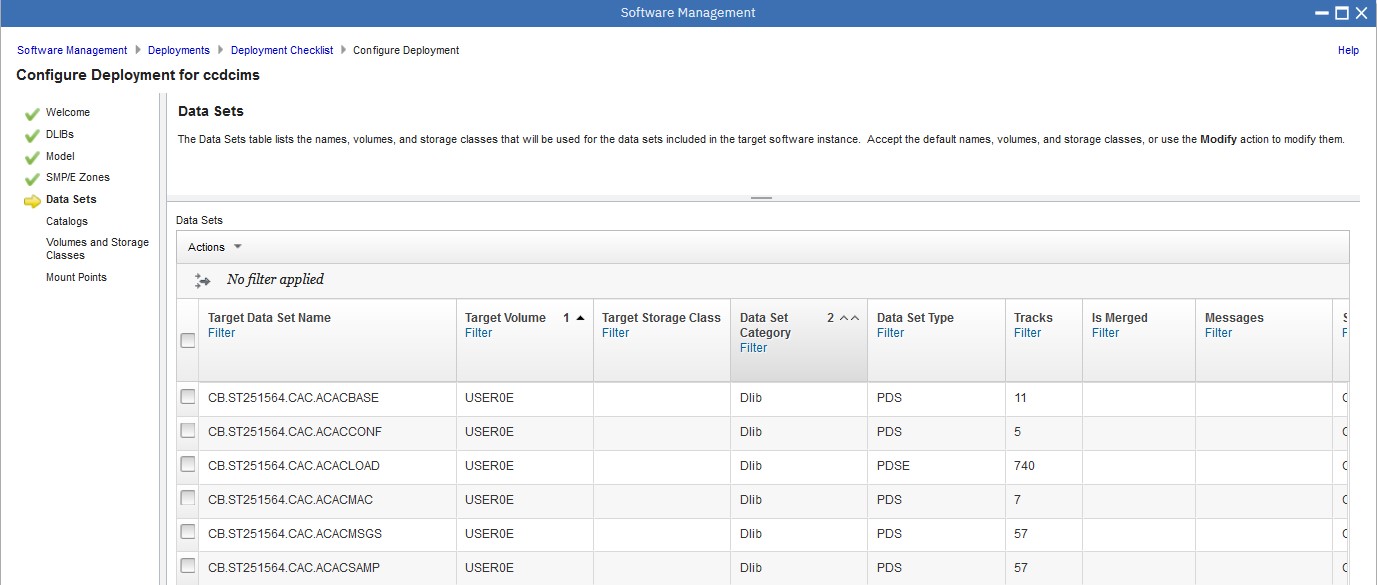 Software Management
Software Management Deployments Deployment Checklist Configure Deployment Help
Configure Deployment for ccdcims
Welcome
DLIBs
Model
SMP/E Zones
Data Sets
Catalogs
Volumes and Storage
Classes
Mount Points
Data Sets
The Data Sets table lists the names, volumes, and storage classes that will be used for the data sets included in the target software instance. Accept the default names, volumes, and storage classes, or use the Modify action to modify them.
Data Sets
Actions
No filter applied
Target Data Set Name Target Volume 1 Target Storage Class Data Set 2 Data Set Type Tracks Is Merged Messages
Filter Filter Filter Category Filter Filter Filter Filter
Filter
CB.ST251564.CAC.ACACBASE USER0E Dlib PDS 11
CB.ST251564.CAC.ACACCONF USER0E Dlib PDS 5
CB.ST251564.CAC.ACACLOAD USER0E Dlib PDSE 740
CB.ST251564.CAC.ACACMAC USER0E Dlib PDS 7
CB.ST251564.CAC.ACACMSGS USER0E Dlib PDS 57
CB.ST251564.CAC.ACACSAMP USER0E Dlib PDS 57